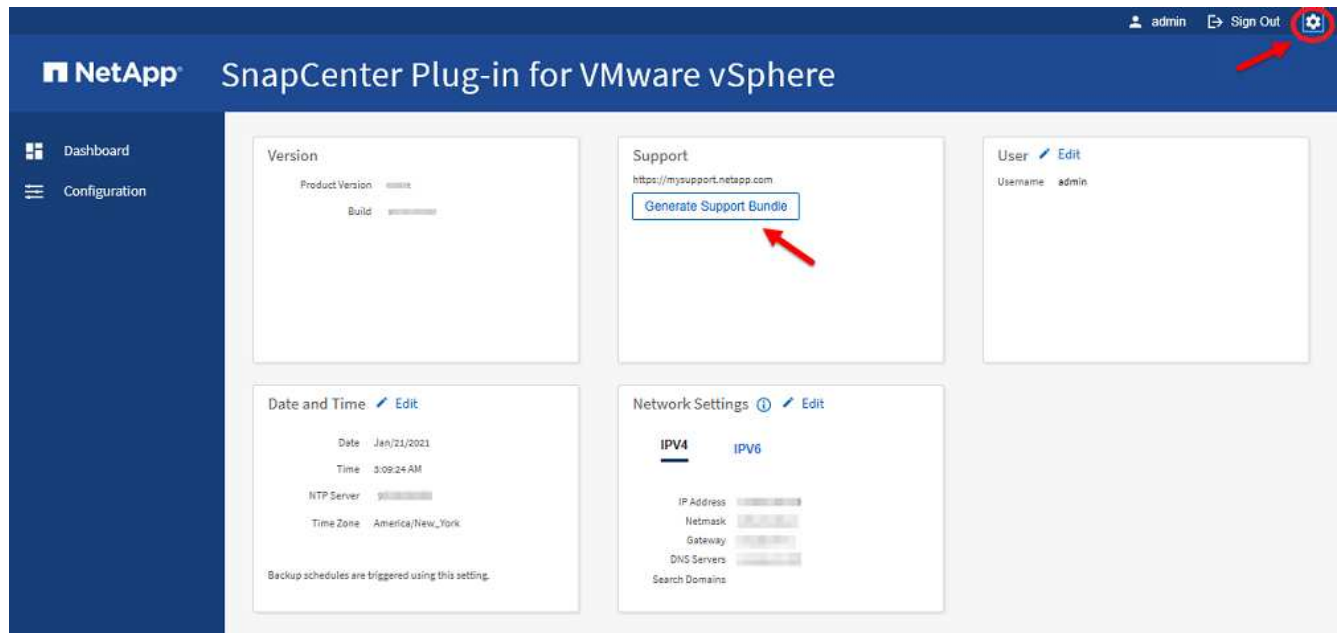 admin Sign Out
NetApp SnapCenter Plug-in for VMware vSphere
Dashboard
Configuration
Version
Product Version
Build
Support
https://mysupport.netapp.com
Generate Support Bundle
User Edit
Username admin
Date and Time Edit
Date Jan/21/2021
Time 3:09:24 AM
NTP Server
Time Zone America/New_York
Backup schedules are triggered using this setting.
Network Settings Edit
IPV4 IPV6
IP Address
Netmask
Gateway
DNS Servers
Search Domains